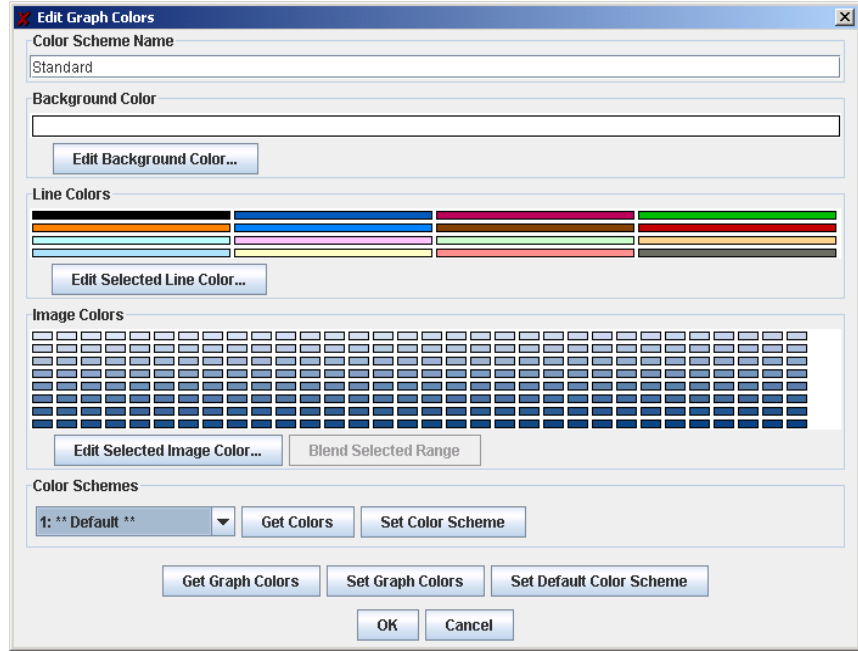 Edit Graph Colors
Color Scheme Name
Standard
Background Color
Edit Background Color...
Line Colors
Edit Selected Line Color...
Image Colors
Edit Selected Image Color... Blend Selected Range
Color Schemes
1: ** Default ** Get Colors Set Color Scheme
Get Graph Colors Set Graph Colors Set Default Color Scheme
OK Cancel